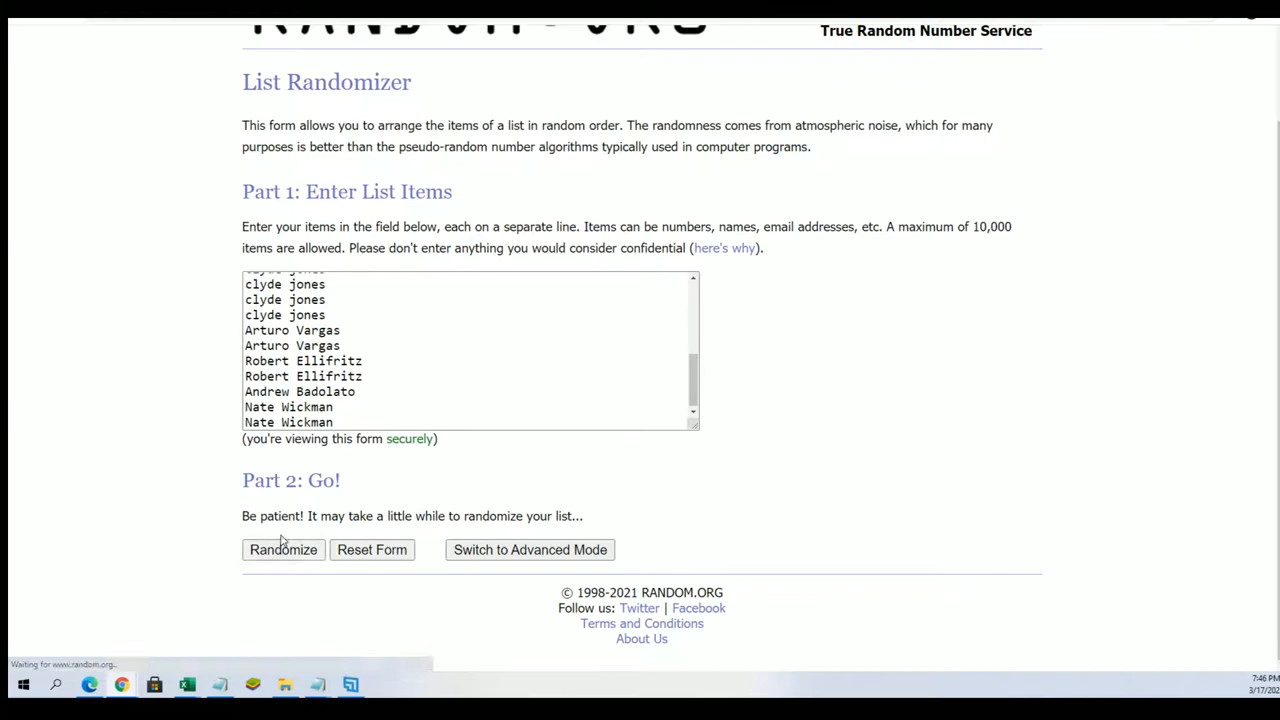 RANDOM.ORG
True Random Number Service
List Randomizer
This form allows you to arrange the items of a list in random order. The randomness comes from atmospheric noise, which for many
purposes is better than the pseudo-random number algorithms typically used in computer programs.
Part 1: Enter List Items
Enter your items in the field below, each on a separate line. Items can be numbers, names, email addresses, etc. A maximum of 10,000
items are allowed. Please don't enter anything you would consider confidential (here's why).
clyde jones
clyde jones
clyde jones
clyde jones
Arturo Vargas
Arturo Vargas
Robert Ellifritz
Robert Ellifritz
Andrew Badolato
Nate Wickman
Nate Wickman
(you're viewing this form securely)
Part 2: Go!
Be patient! It may take a little while to randomize your list...
Randomize Reset Form Switch to Advanced Mode
© 1998-2021 RANDOM.ORG
Follow us: Twitter | Facebook
Terms and Conditions
About Us
Waiting for www.random.org...
7:46 PM